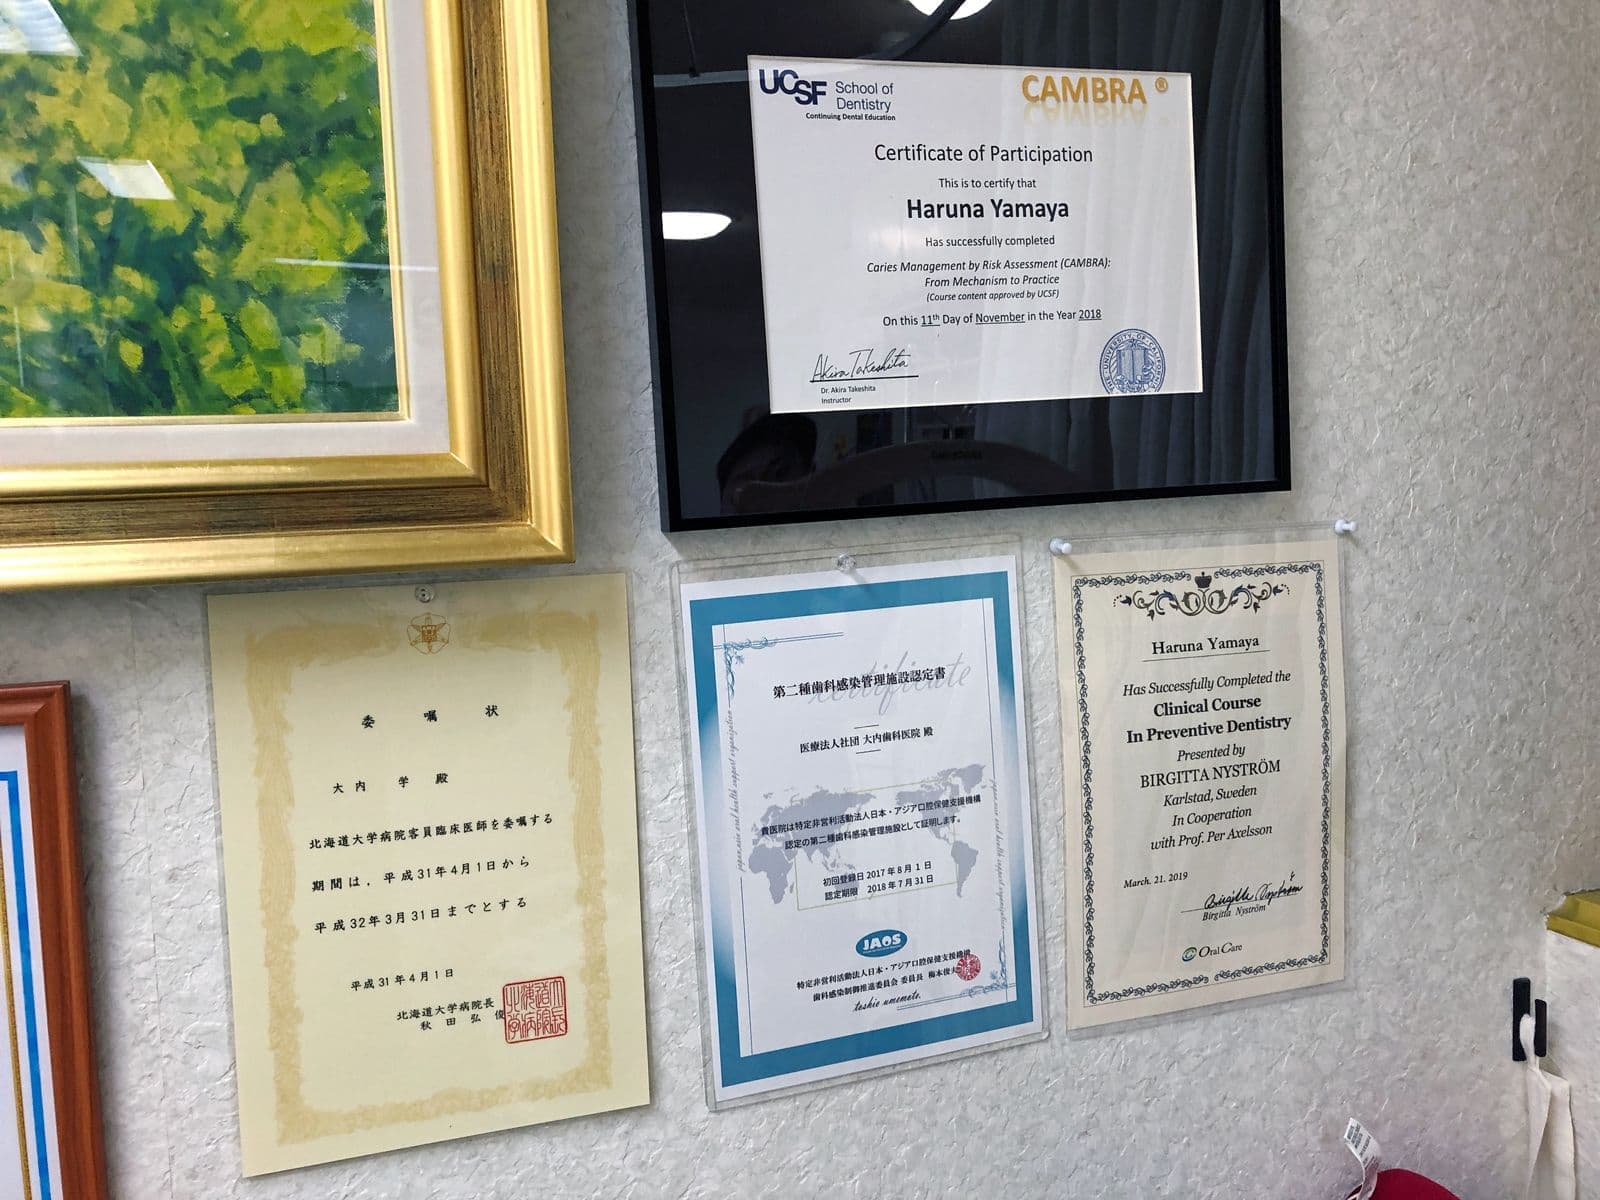 UCSF School of
Dentistry
Continuing Dental Education
CAMBRA ®
Certificate of Participation
This is to certify that
Haruna Yamaya
Has successfully completed
Caries Management by Risk Assessment (CAMBRA):
From Mechanism to Practice
(Course content approved by UCSF)
On this 11th Day of November in the Year 2018
Akira Takeshita
Dr. Akira Takeshita
Instructor
委嘱状
大内 学 殿
北海道大学病院客員臨床医師を委嘱する
期間は，平成31年4月1日から
平成32年3月31日までとする
平成31年4月1日
北海道大学病院長
秋田弘俊
certificate
第二種歯科感染管理施設認定書
医療法人社団 大内歯科医院 殿
貴医院は特定非営利活動法人日本・アジア口腔保健支援機構
認定の第二種歯科感染管理施設として証明します。
初回登録日 2017年8月1日
認定期限 2018年7月31日
JAOS
特定非営利活動法人日本・アジア口腔保健支援機構
歯科感染制御推進委員会 委員長 梅本俊夫
toshio umemoto.
Haruna Yamaya
Has Successfully Completed the
Clinical Course
In Preventive Dentistry
Presented by
BIRGITTA NYSTRÖM
Karlstad, Sweden
In Cooperation
with Prof. Per Axelsson
March. 21. 2019
Birgitta Nyström
Birgitta Nyström
Oral Care